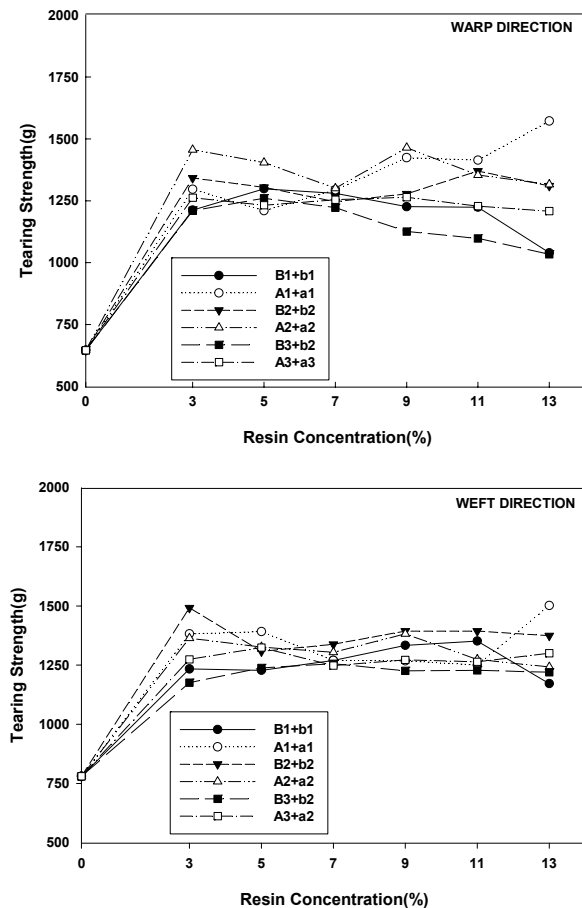 2000
WARP DIRECTION
1750
1500
1250
1000
750
500
Tearing Strength(g)
B1+b1
A1+a1
B2+b2
A2+a2
B3+b2
A3+a3
0 3 5 7 9 11 13
Resin Concentration(%)
2000
WEFT DIRECTION
1750
1500
1250
1000
750
500
Tearing Strength(g)
B1+b1
A1+a1
B2+b2
A2+a2
B3+b2
A3+a2
0 3 5 7 9 11 13
Resin Concentration(%)